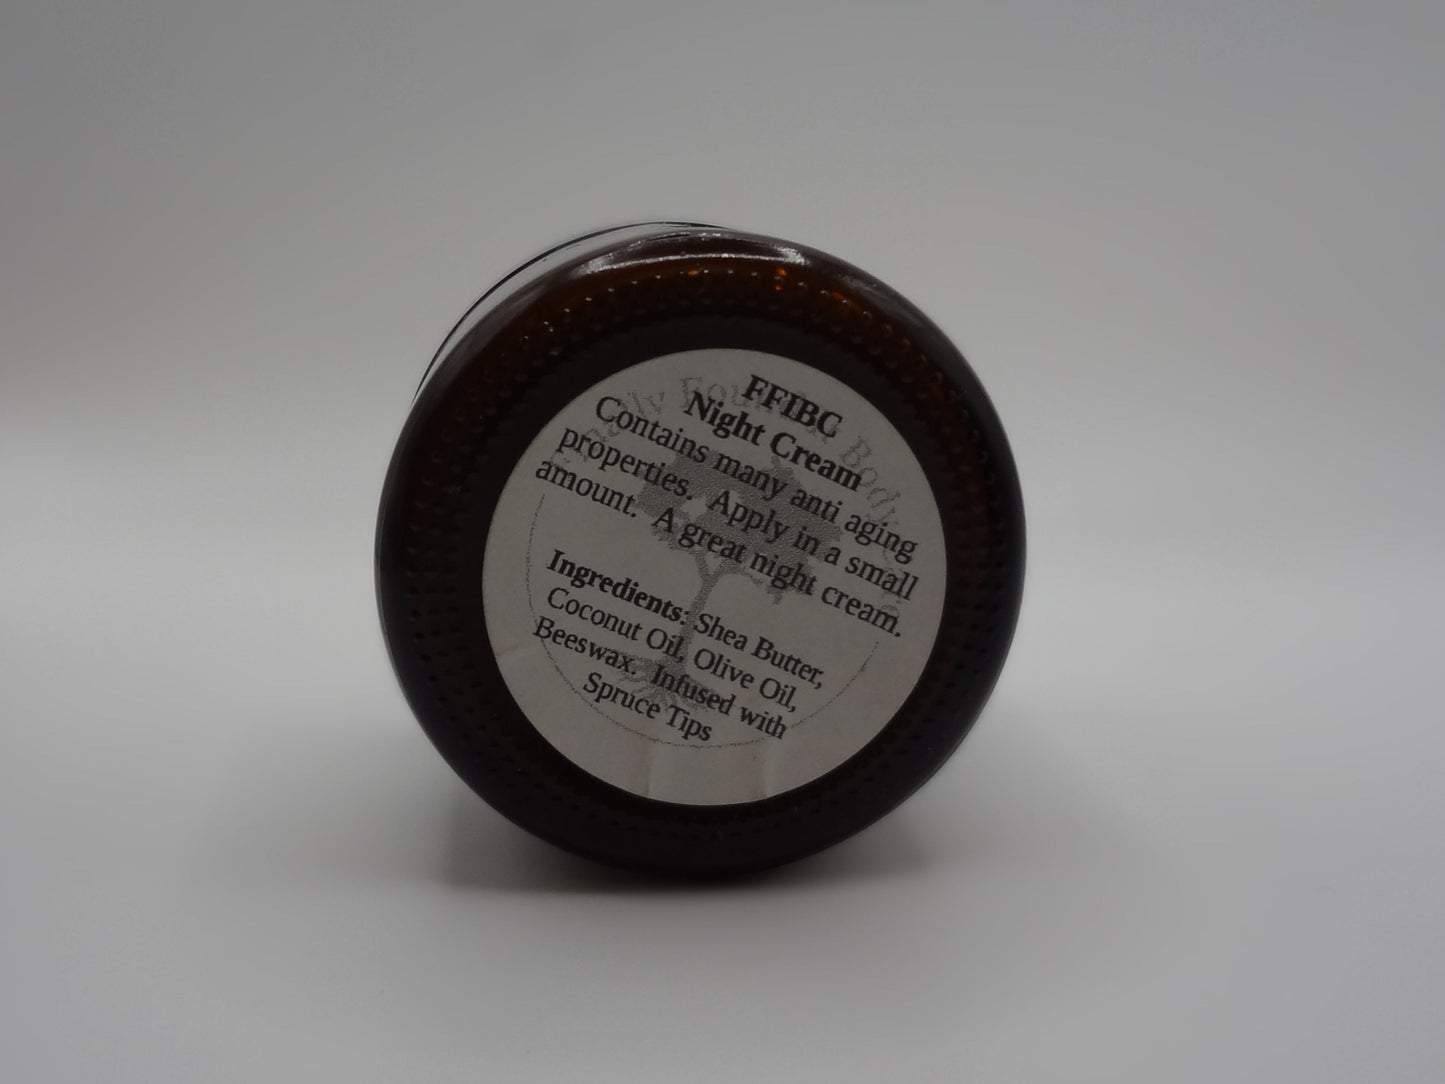 FFIBC
Night Cream
Contains many anti aging
properties. Apply in a small
amount. A great night cream.
Ingredients: Shea Butter,
Coconut Oil, Olive Oil,
Beeswax. Infused with
Spruce Tips